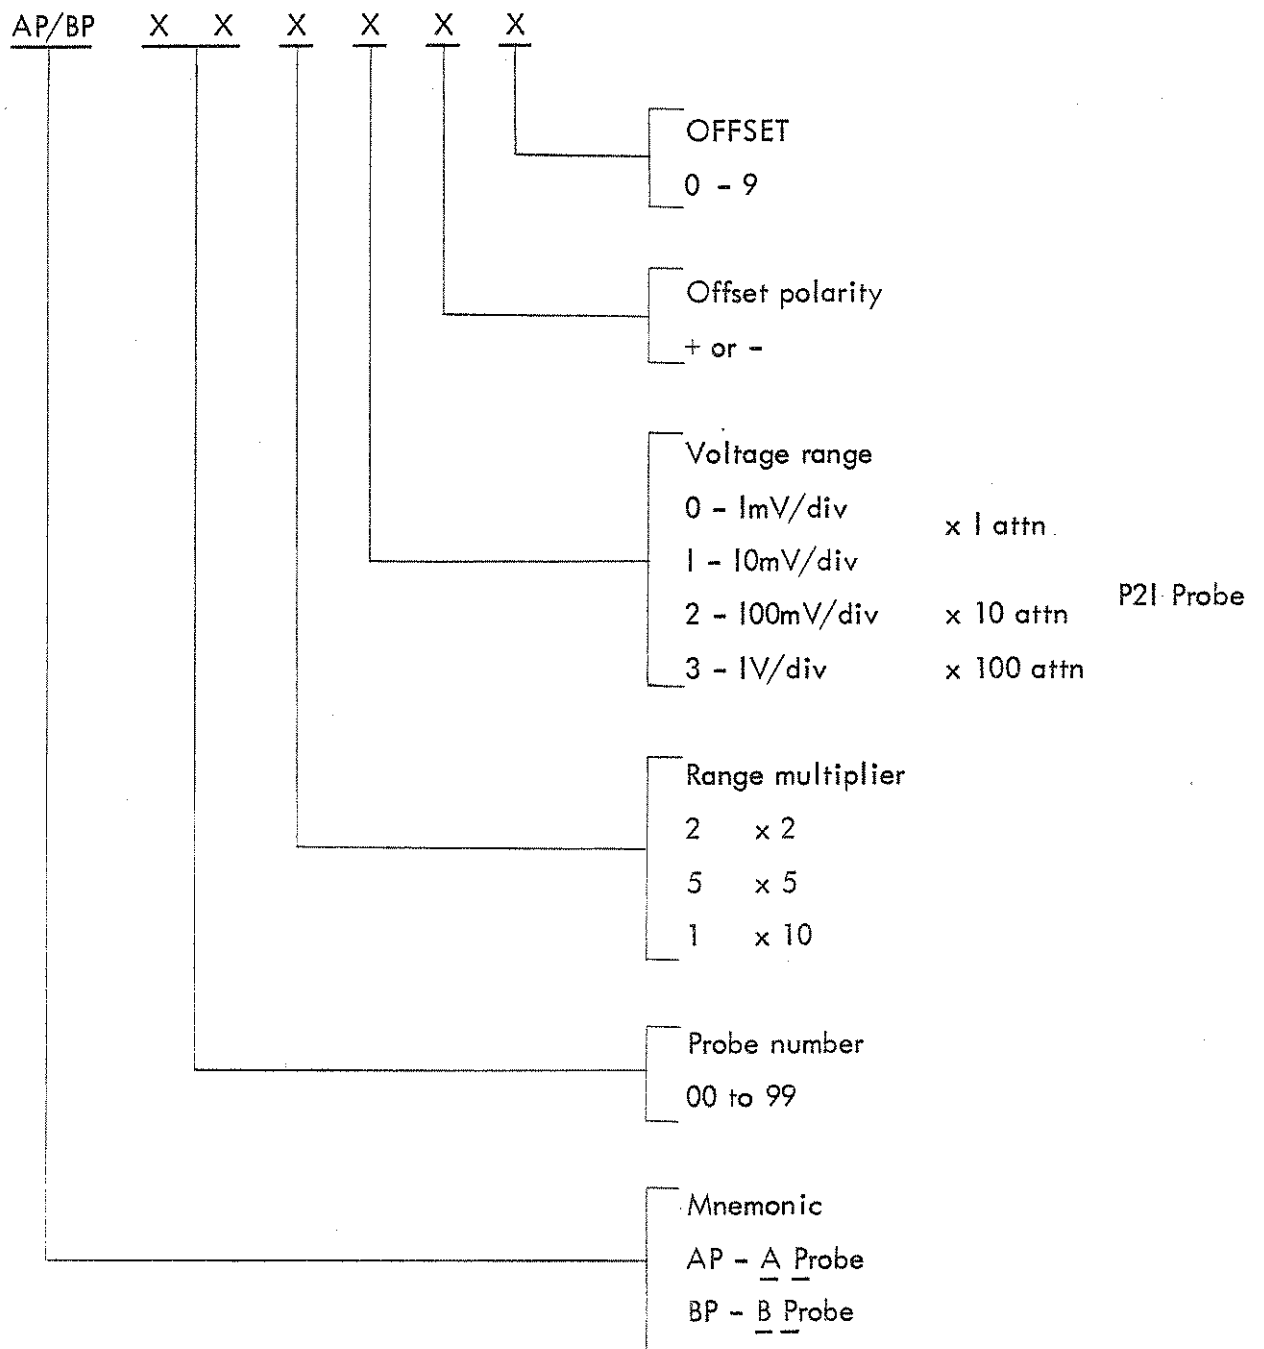 AP/BP X X X X X X
OFFSET
0 - 9
Offset polarity
+ or -
Voltage range
0 - 1mV/div
x 1 attn
1 - 10mV/div
P21 Probe
2 - 100mV/div x 10 attn
3 - 1V/div x 100 attn
Range multiplier
2 x 2
5 x 5
1 x 10
Probe number
00 to 99
Mnemonic
AP - A Probe
BP - B Probe